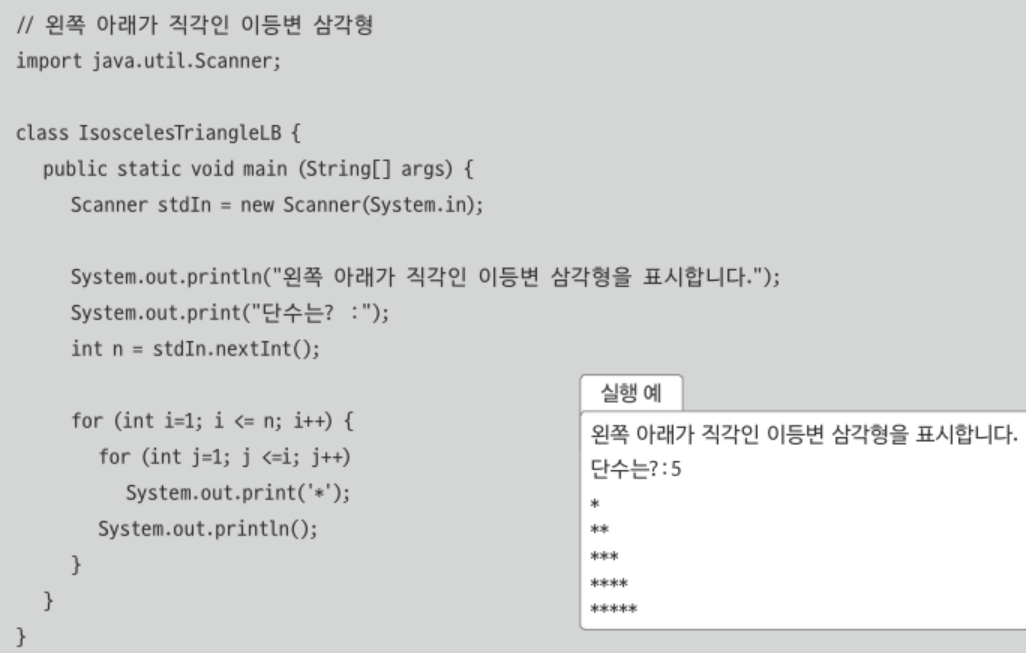 // 왼쪽 아래가 직각인 이등변 삼각형
import java.util.Scanner;
class IsoscelesTriangleLB {
public static void main (String[] args) {
Scanner stdIn = new Scanner(System.in);
System.out.println("왼쪽 아래가 직각인 이등변 삼각형을 표시합니다.");
System.out.print("단수는? :");
int n = stdIn.nextInt();
for (int i=1; i <= n; i++) {
for (int j=1; j <=i; j++)
System.out.print('*');
System.out.println();
}
}
}
실행 예
왼쪽 아래가 직각인 이등변 삼각형을 표시합니다.
단수는?:5
*
**
***
****
*****